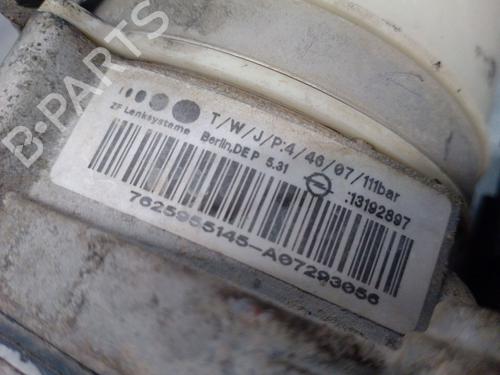 T/W/J/P:4/46/07/111bar
ZF Lenksysteme Berlin,DE P 5.31
:13192897
7625955145-A07293056
B-PARTS